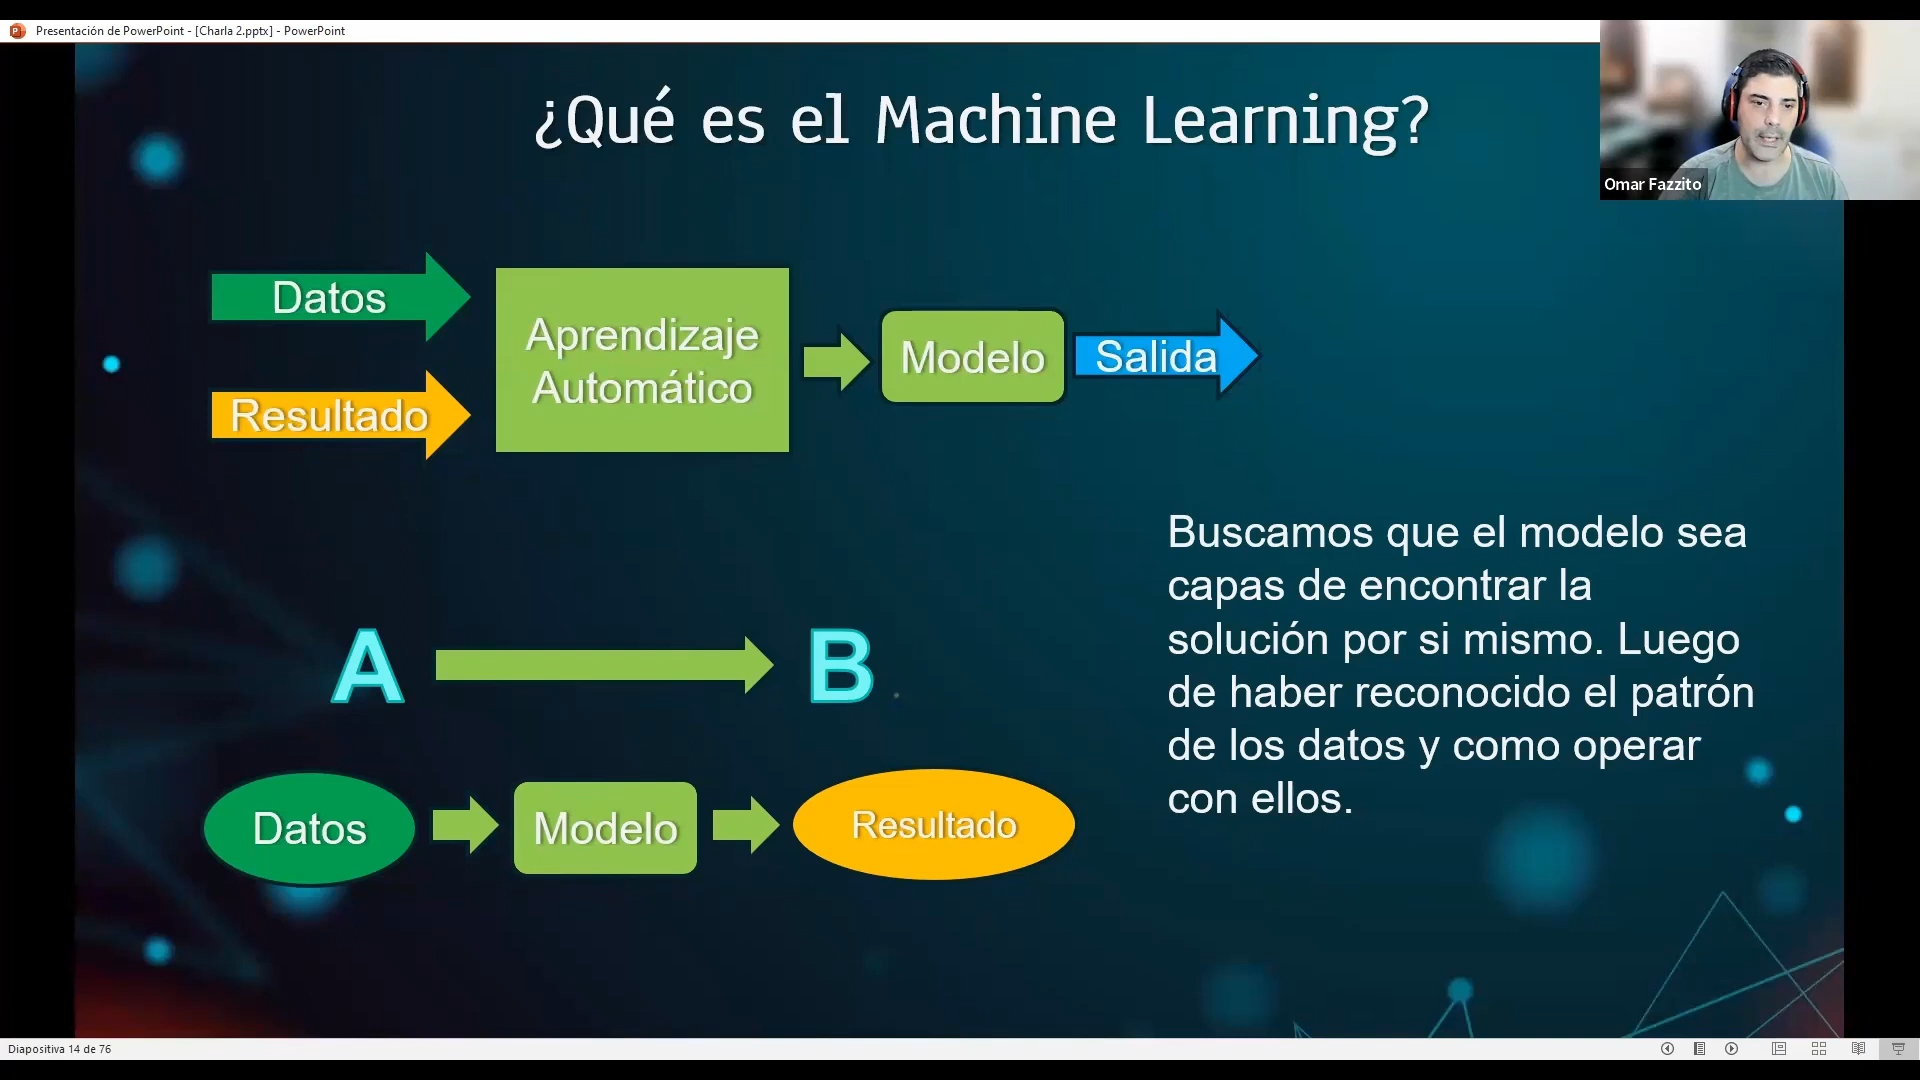 Presentación de PowerPoint - [Charla 2.pptx] - PowerPoint
¿Qué es el Machine Learning?
Omar Fazzito
Datos
Resultado
Aprendizaje
Automático
Modelo
Salida
A
B
Datos
Modelo
Resultado
Buscamos que el modelo sea
capas de encontrar la
solución por si mismo. Luego
de haber reconocido el patrón
de los datos y como operar
con ellos.
Diapositiva 14 de 76